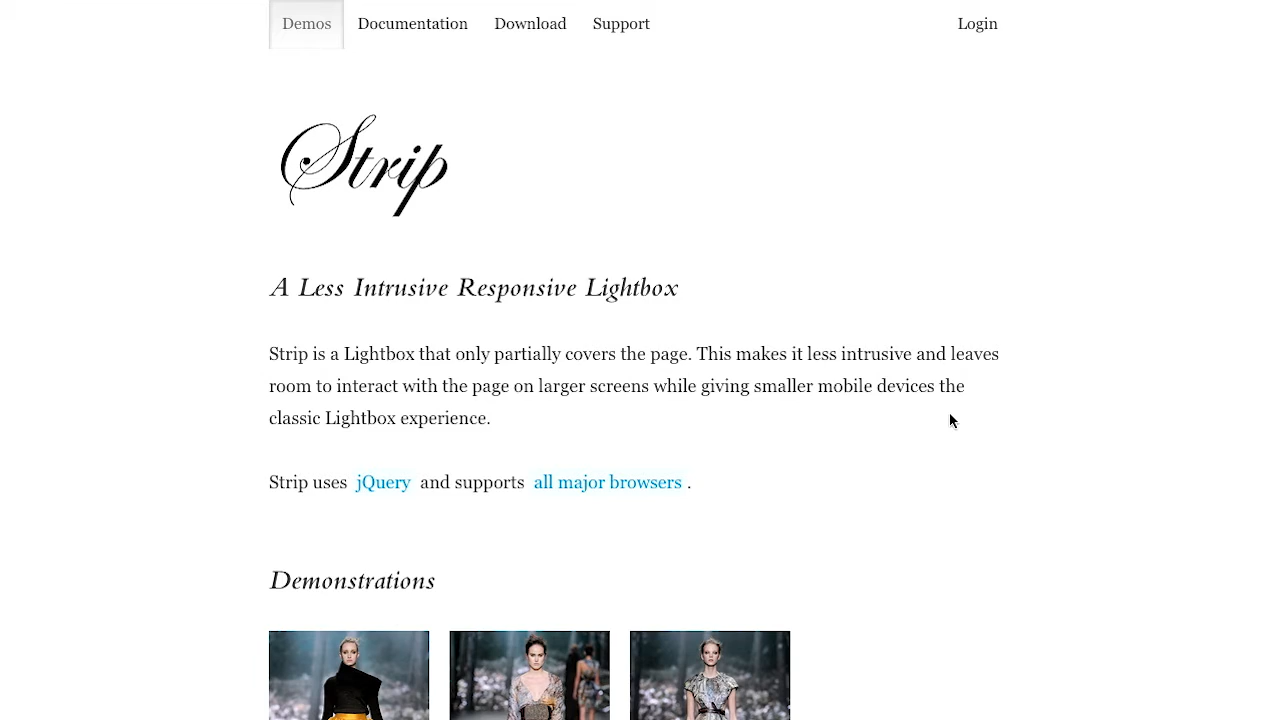 Demos Documentation Download Support Login
Strip
A Less Intrusive Responsive Lightbox
Strip is a Lightbox that only partially covers the page. This makes it less intrusive and leaves
room to interact with the page on larger screens while giving smaller mobile devices the
classic Lightbox experience.
Strip uses jQuery and supports all major browsers .
Demonstrations